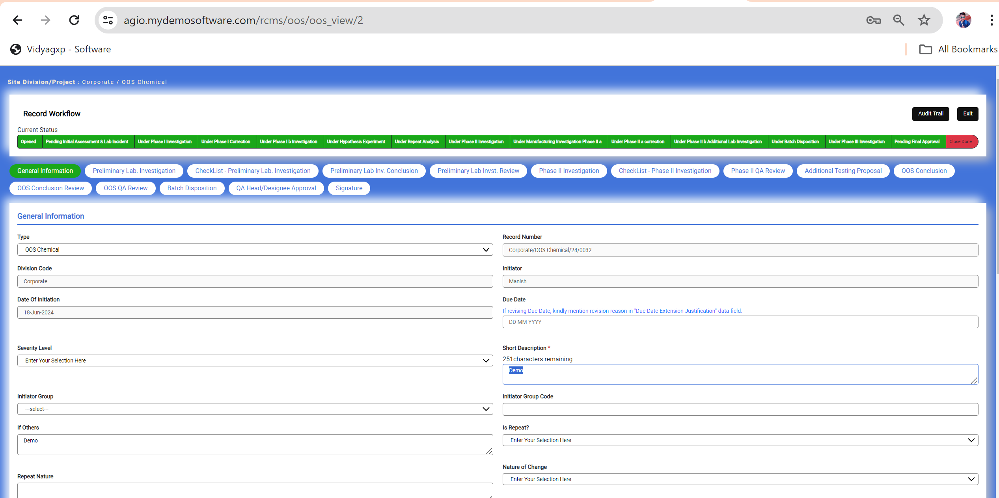 agio.mydemosoftware.com/rcms/oos/oos_view/2
Vidyagxp - Software
All Bookmarks
Site Division/Project : Corporate / OOS Chemical
Record Workflow
Audit Trail
Exit
Current Status
Opened
Pending Initial Assessment & Lab Incident
Under Phase I Investigation
Under Phase I Correction
Under Phase I b Investigation
Under Hypothesis Experiment
Under Repeat Analysis
Under Phase II Investigation
Under Manufacturing Investigation Phase II a
Under Phase II a correction
Under Phase II b Additional Lab Investigation
Under Batch Disposition
Under Phase III Investigation
Pending Final Approval
Close Done
General Information
Preliminary Lab. Investigation
CheckList - Preliminary Lab. Investigation
Preliminary Lab Inv. Conclusion
Preliminary Lab Invst. Review
Phase II Investigation
CheckList - Phase II Investigation
Phase II QA Review
Additional Testing Proposal
OOS Conclusion
OOS Conclusion Review
OOS QA Review
Batch Disposition
QA Head/Designee Approval
Signature
General Information
Type
OOS Chemical
Record Number
Corporate/OOS Chemical/24/0032
Division Code
Corporate
Initiator
Manish
Date Of Initiation
18-Jun-2024
Due Date
If revising Due Date, kindly mention revision reason in "Due Date Extension Justification" data field.
DD-MM-YYYY
Severity Level
Enter Your Selection Here
Short Description *
251characters remaining
Demo
Initiator Group
---select---
Initiator Group Code
If Others
Demo
Is Repeat?
Enter Your Selection Here
Repeat Nature
Nature of Change
Enter Your Selection Here